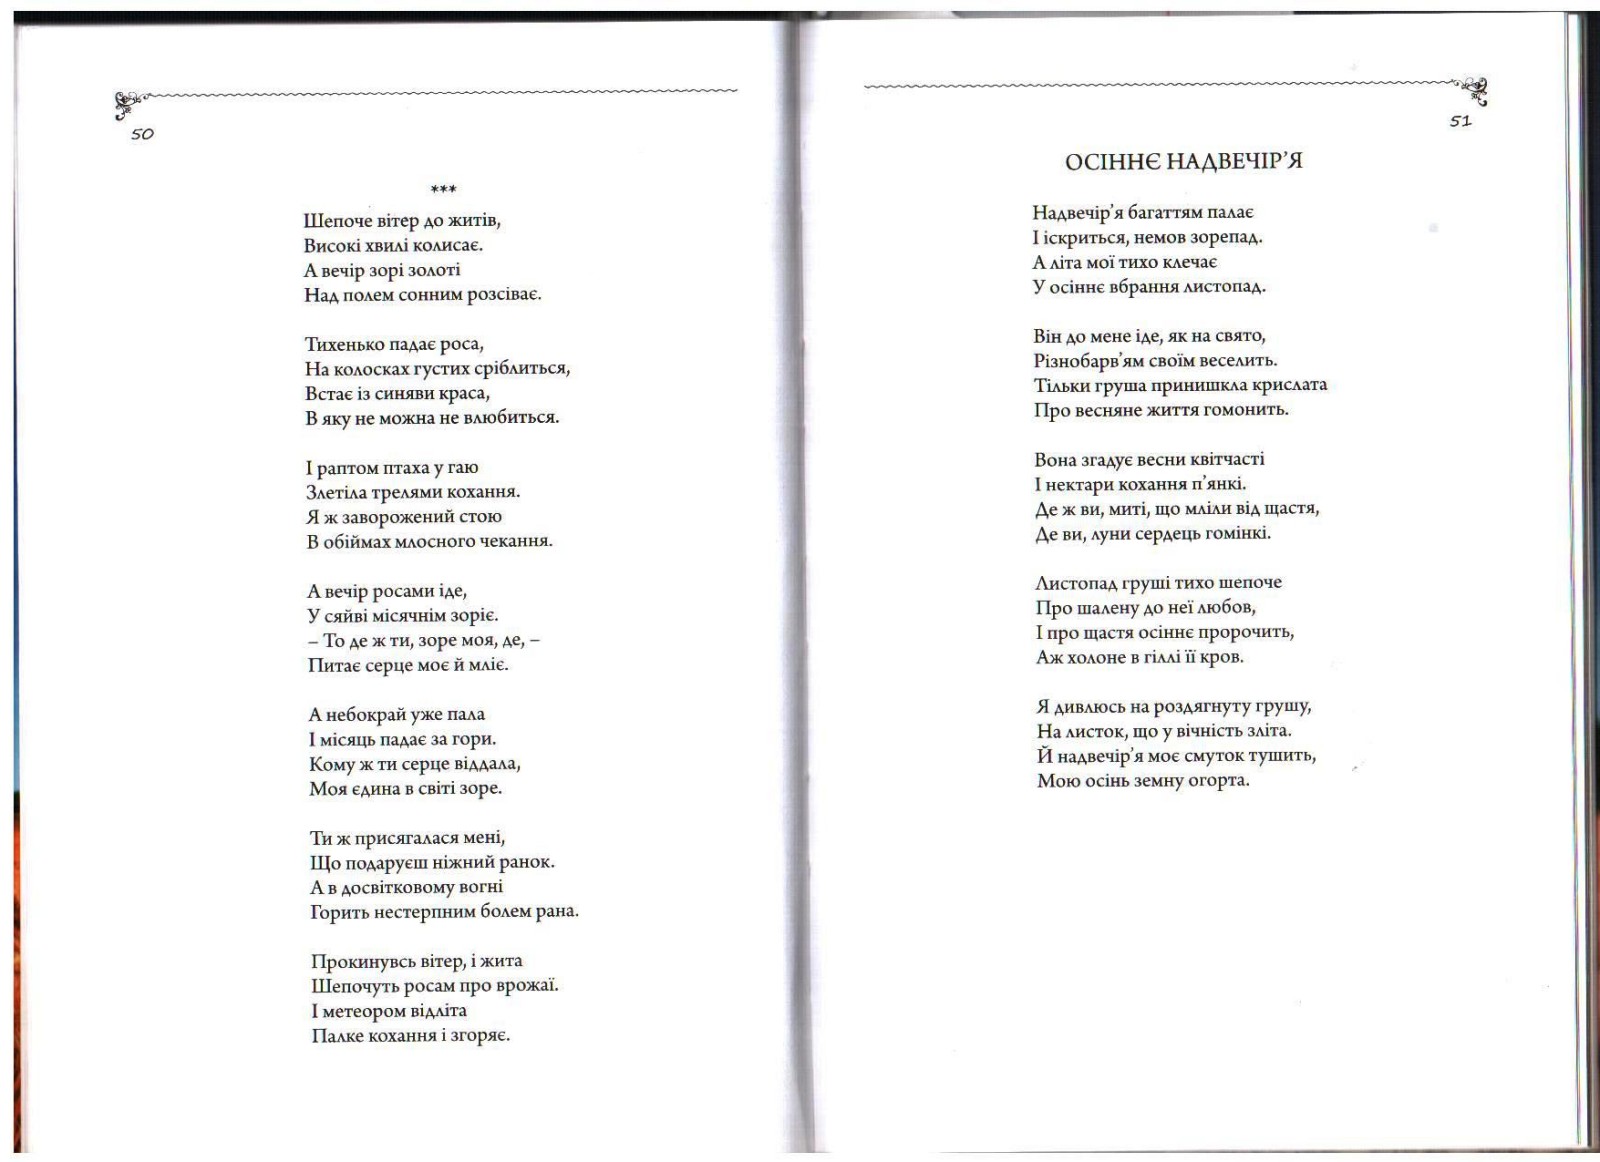 50
***
Шепоче вітер до житів,
Високі хвилі колисає.
А вечір зорі золоті
Над полем сонним розсіває.
Тихенько падає роса,
На колосках густих сріблиться,
Встає із синяви краса,
В яку не можна не влюбиться.
І раптом птаха у гаю
Злетіла трелями кохання.
Я ж заворожений стою
В обіймах млосного чекання.
А вечір росами іде,
У сяйві місячнім зоріє.
– То де ж ти, зоре моя, де, –
Питає серце моє й мліє.
А небокрай уже пала
І місяць падає за гори.
Кому ж ти серце віддала,
Моя єдина в світі зоре.
Ти ж присягалася мені,
Що подаруєш ніжний ранок.
А в досвітковому вогні
Горить нестерпним болем рана.
Прокинувсь вітер, і жита
Шепочуть росам про врожаї.
І метеором відліта
Палке кохання і згоряє.
51
ОСІННЄ НАДВЕЧІР’Я
Надвечір’я багаттям палає
І іскриться, немов зорепад.
А літа мої тихо клечає
У осіннє вбрання листопад.
Він до мене іде, як на свято,
Різнобарв’ям своїм веселить.
Тільки груша принишкла крислата
Про весняне життя гомонить.
Вона згадує весни квітчасті
І нектари кохання п’янкі.
Де ж ви, миті, що мліли від щастя,
Де ви, луни сердець гомінкі.
Листопад груші тихо шепоче
Про шалену до неї любов,
І про щастя осіннє пророчить,
Аж холоне в гіллі її кров.
Я дивлюсь на роздягнуту грушу,
На листок, що у вічність зліта.
Й надвечір’я моє смуток тушить,
Мою осінь земну огорта.